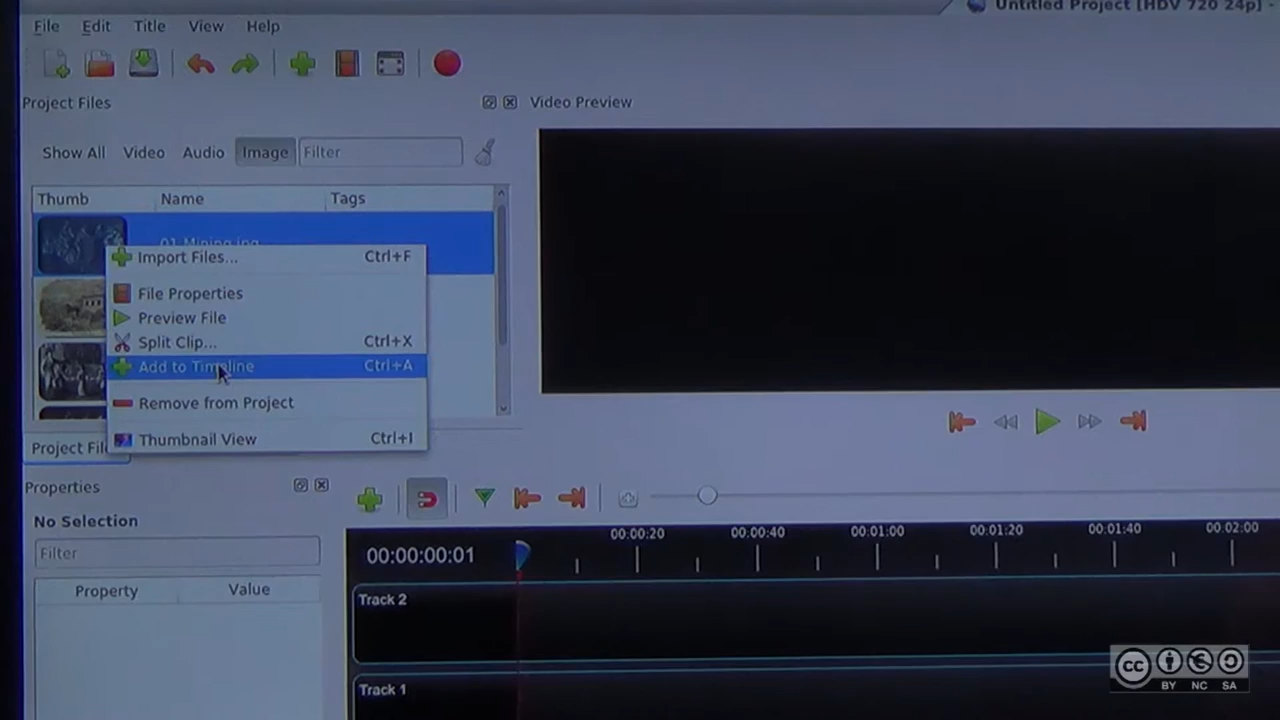 Untitled Project [HDV 720 24p] -
File Edit Title View Help
Project Files
Video Preview
Show All Video Audio Image Filter
Thumb Name Tags
01 Mining.jpg
Import Files... Ctrl+F
File Properties
Preview File
Split Clip... Ctrl+X
Add to Timeline Ctrl+A
Remove from Project
Thumbnail View Ctrl+I
Project
Properties
No Selection
Filter
Property Value
00:00:00:01
00:00:20 00:00:40 00:01:00 00:01:20 00:01:40 00:02:00
Track 2
Track 1
cc
BY NC SA